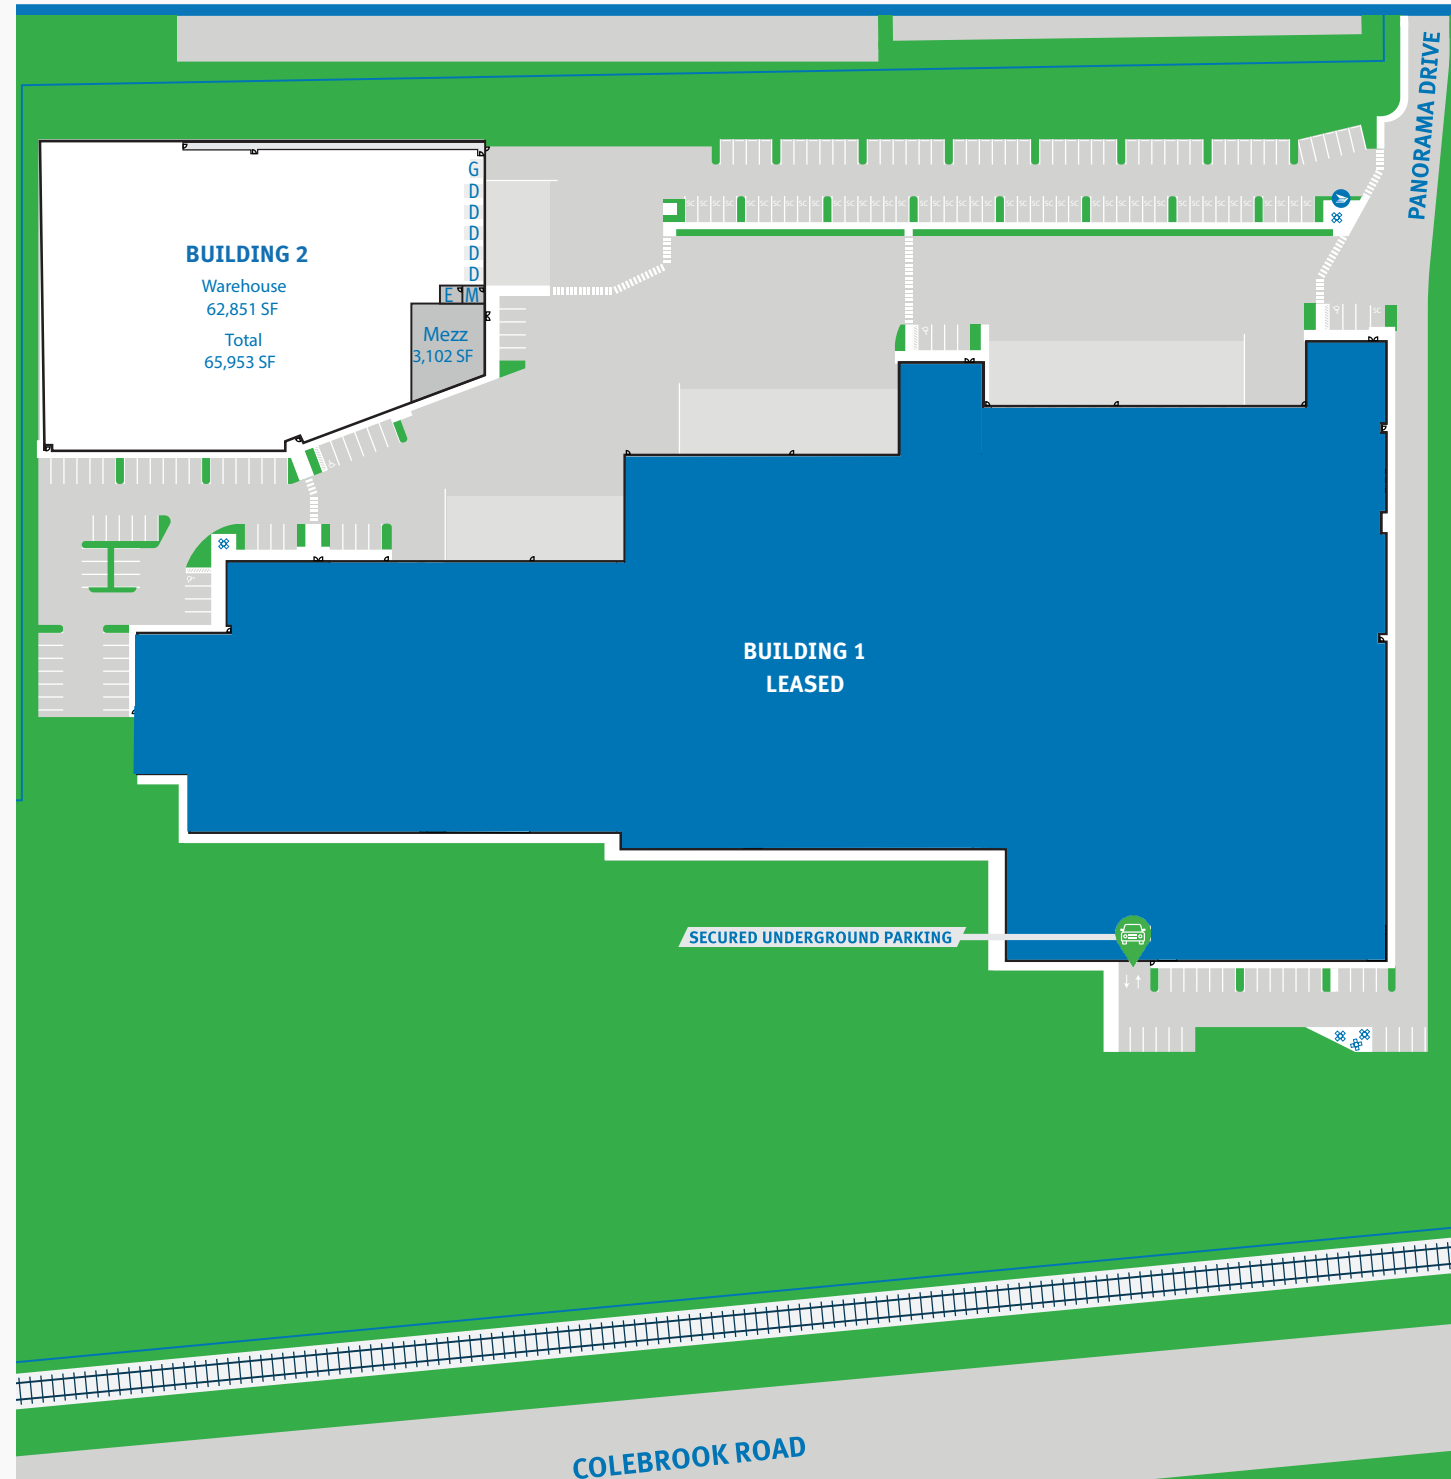 PANORAMA DRIVE
G
D
D
D
D
D
E M
BUILDING 2
Warehouse
62,851 SF
Total
65,953 SF
Mezz
3,102 SF
BUILDING 1
LEASED
SECURED UNDERGROUND PARKING
COLEBROOK ROAD